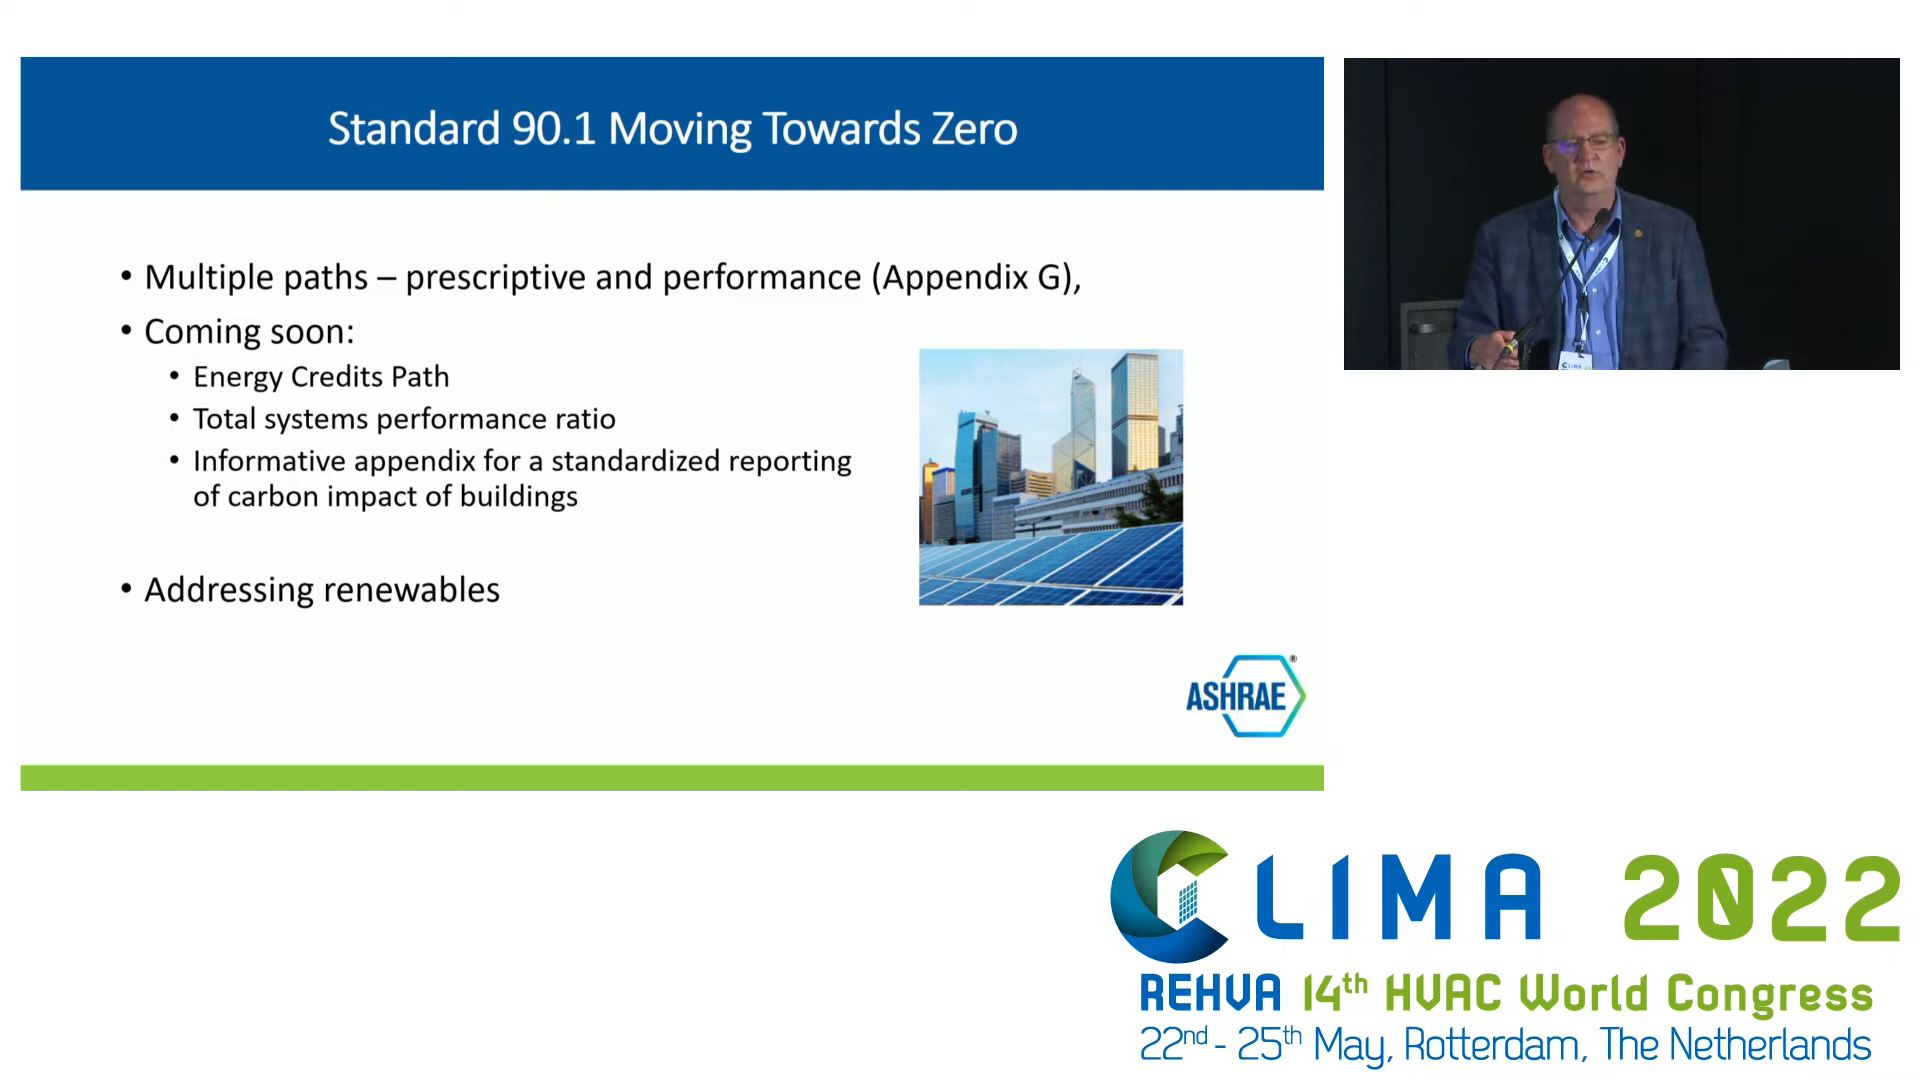 Standard 90.1 Moving Towards Zero
• Multiple paths – prescriptive and performance (Appendix G),
• Coming soon:
• Energy Credits Path
• Total systems performance ratio
• Informative appendix for a standardized reporting
of carbon impact of buildings
• Addressing renewables
ASHRAE®
CLIMA 2022
REHVA 14th HVAC World Congress
22nd - 25th May, Rotterdam, The Netherlands